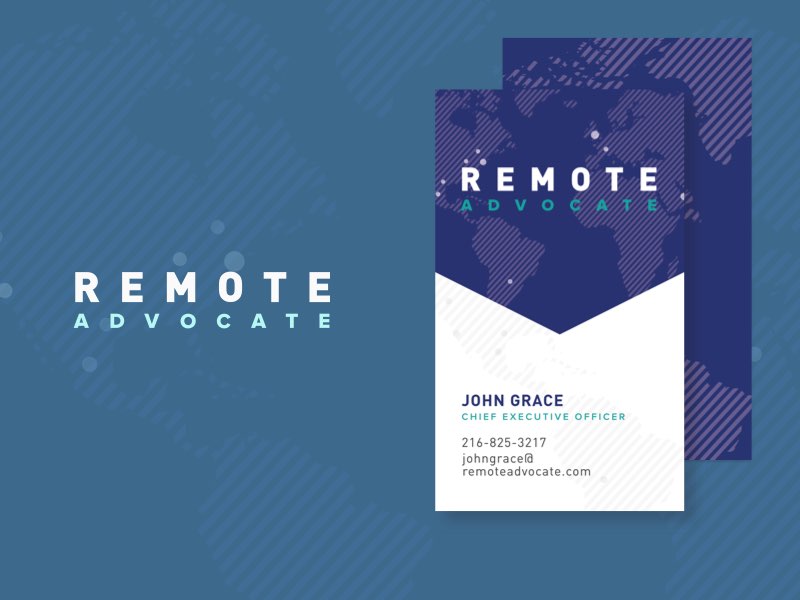 REMOTE
ADVOCATE
REMOTE
ADVOCATE
JOHN GRACE
CHIEF EXECUTIVE OFFICER
216-825-3217
johngrace@
remoteadvocate.com